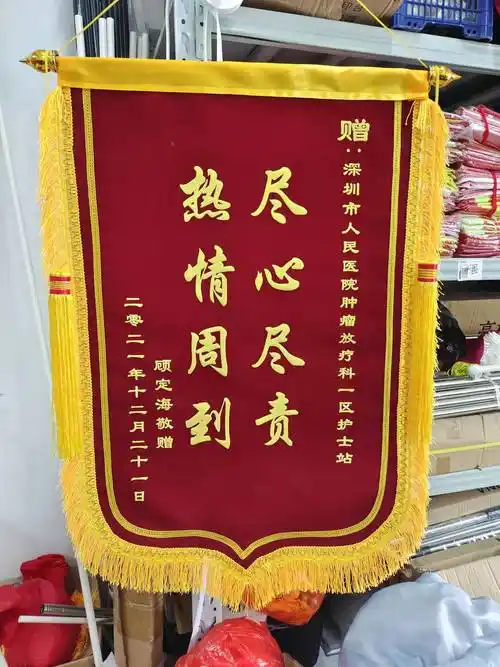 赠：深圳市人民医院肿瘤放疗科一区护士站
尽心尽责
热情周到
顾定海敬赠
二零二一年十二月二十一日